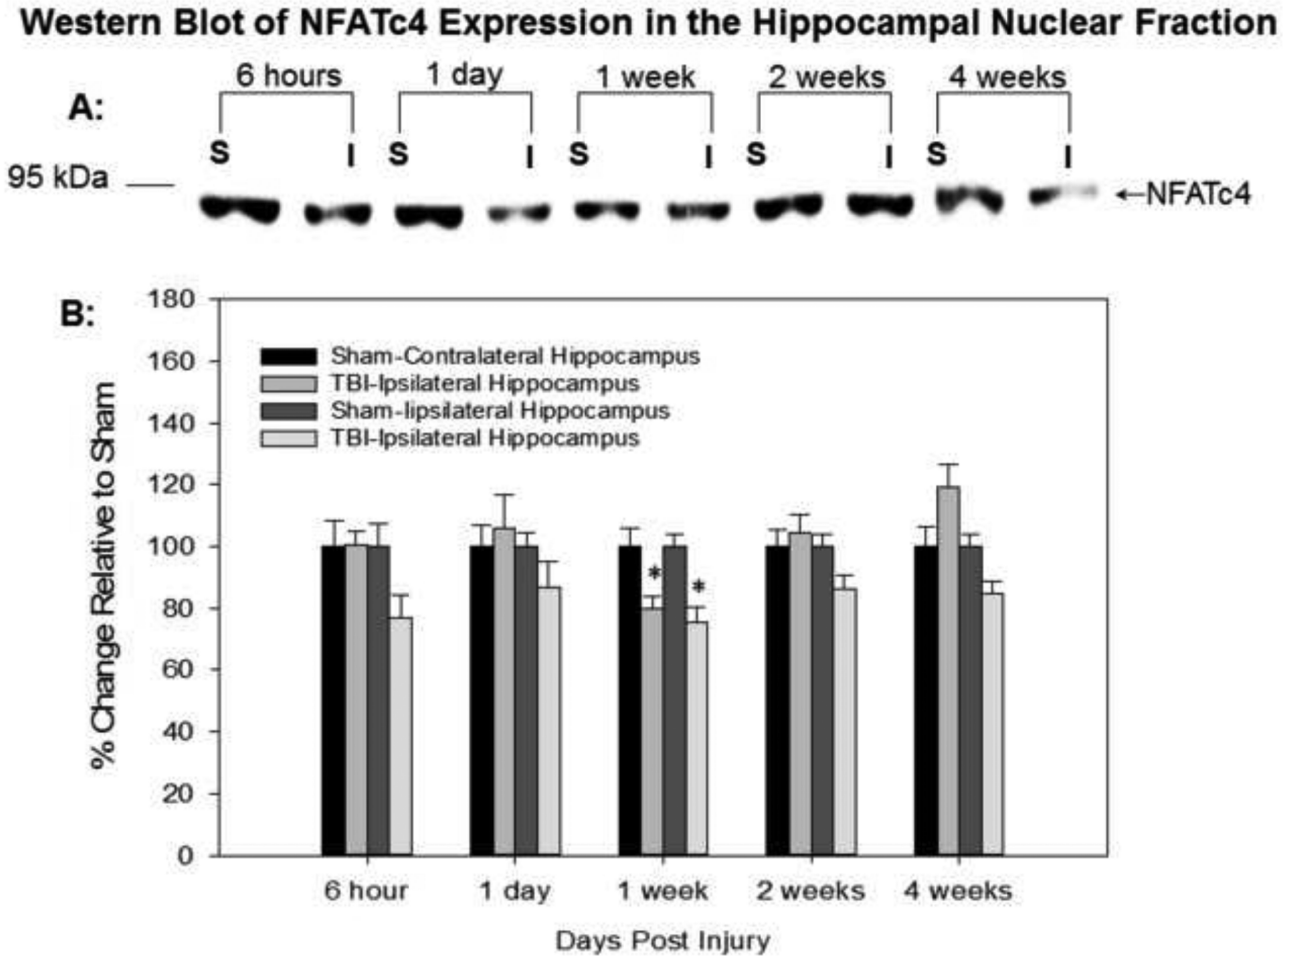 Western Blot of NFATc4 Expression in the Hippocampal Nuclear Fraction
A:
6 hours 1 day 1 week 2 weeks 4 weeks
S I S I S I S I S I
95 kDa
←NFATc4
B:
% Change Relative to Sham
180
160
140
120
100
80
60
40
20
0
Sham-Contralateral Hippocampus
TBI-Ipsilateral Hippocampus
Sham-Iipsilateral Hippocampus
TBI-Ipsilateral Hippocampus
* *
6 hour 1 day 1 week 2 weeks 4 weeks
Days Post Injury